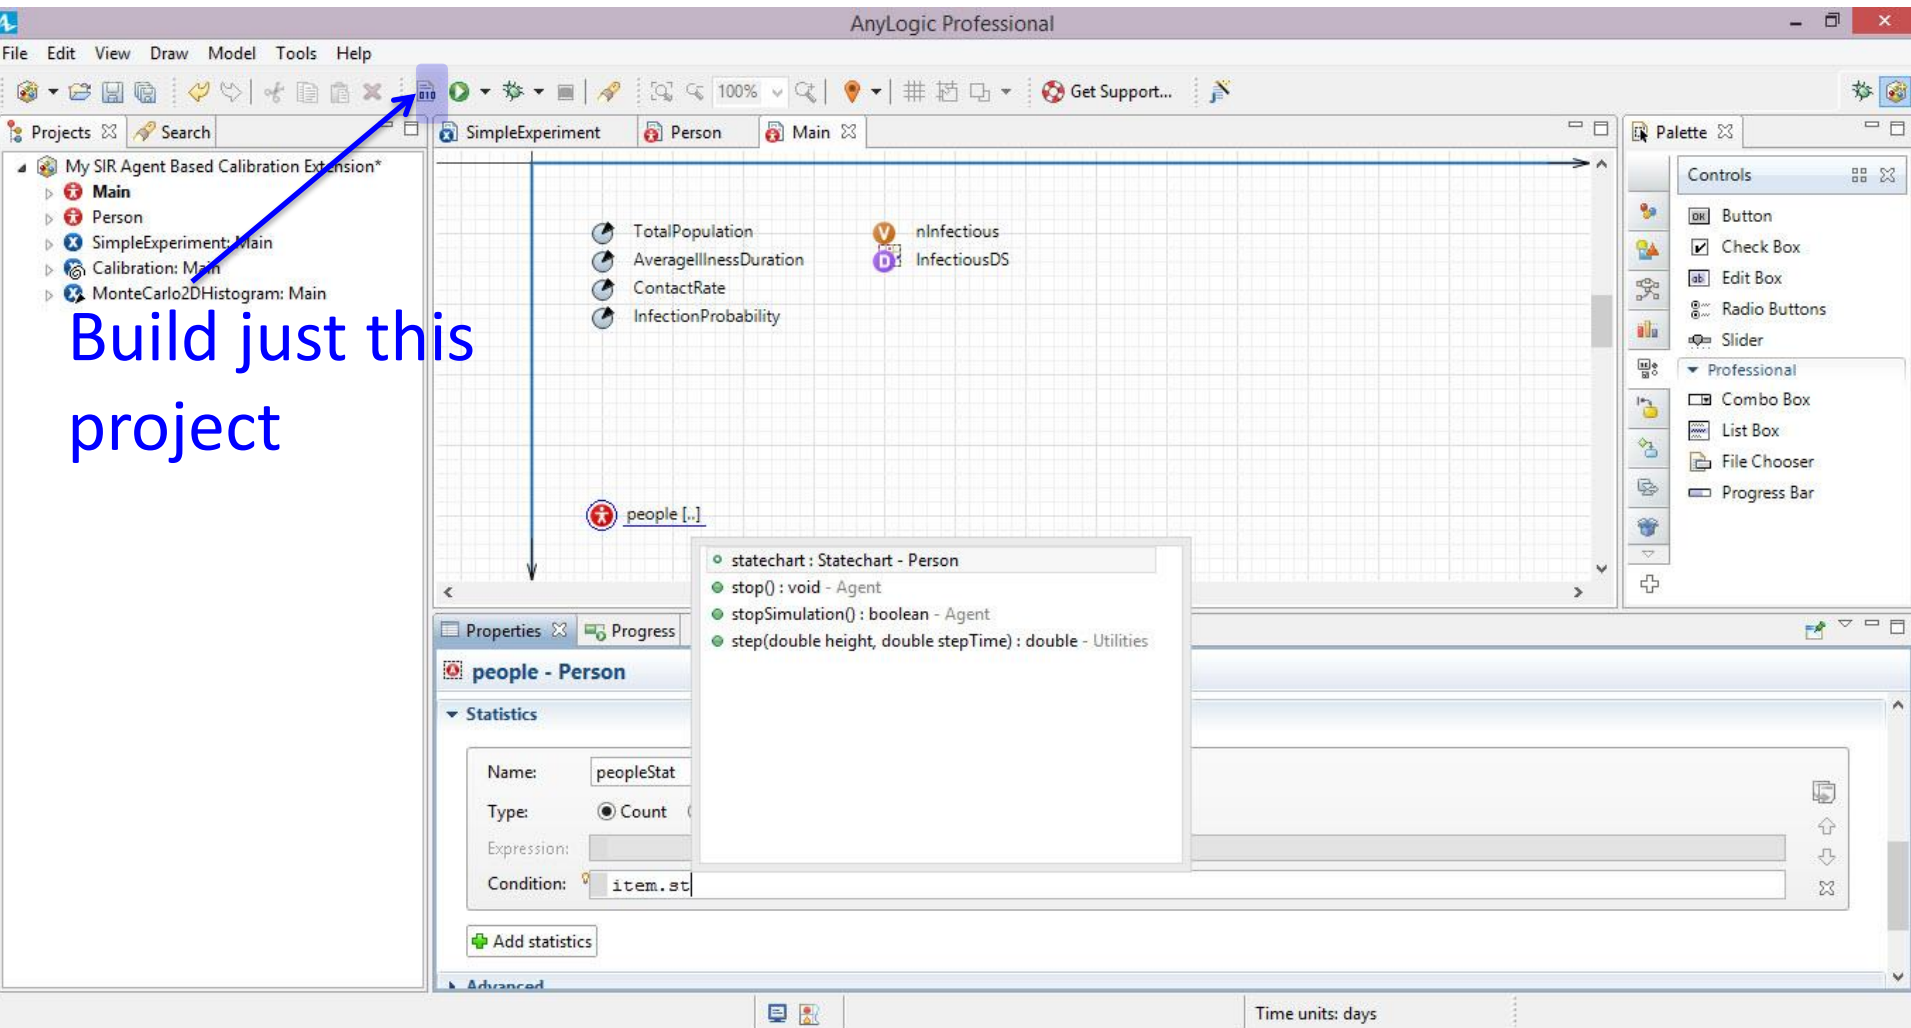 AnyLogic Professional
File Edit View Draw Model Tools Help
010 100% Get Support...
Projects Search
SimpleExperiment Person Main
Palette
My SIR Agent Based Calibration Extension*
Main
Person
SimpleExperiment: Main
Calibration: Main
MonteCarlo2DHistogram: Main
Build just this
project
TotalPopulation
AverageIllnessDuration
ContactRate
InfectionProbability
V nInfectious
D InfectiousDS
people [..]
Controls
OK Button
Check Box
ab Edit Box
Radio Buttons
Slider
Professional
Combo Box
List Box
File Chooser
Progress Bar
statechart : Statechart - Person
stop() : void - Agent
stopSimulation() : boolean - Agent
step(double height, double stepTime) : double - Utilities
Properties Progress
people - Person
Statistics
Name: peopleStat
Type: Count
Expression:
Condition: item.st
Add statistics
Advanced
Time units: days